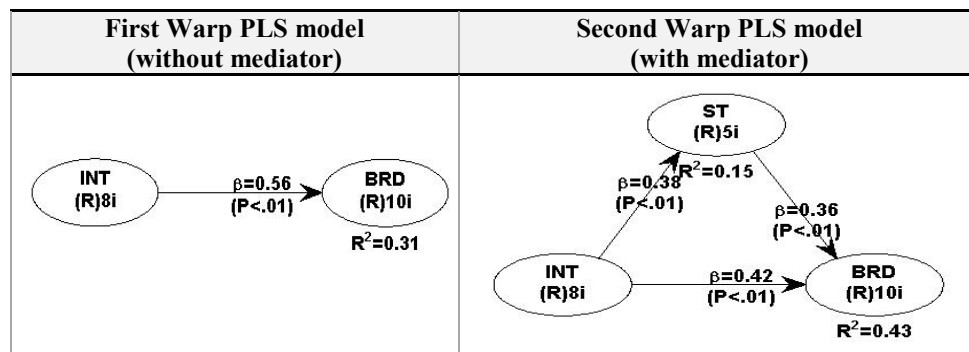 First Warp PLS model
(without mediator)
Second Warp PLS model
(with mediator)
INT
(R)8i
β=0.56
(P<.01)
BRD
(R)10i
R²=0.31
ST
(R)5i
R²=0.15
β=0.38
(P<.01)
β=0.36
(P<.01)
INT
(R)8i
β=0.42
(P<.01)
BRD
(R)10i
R²=0.43